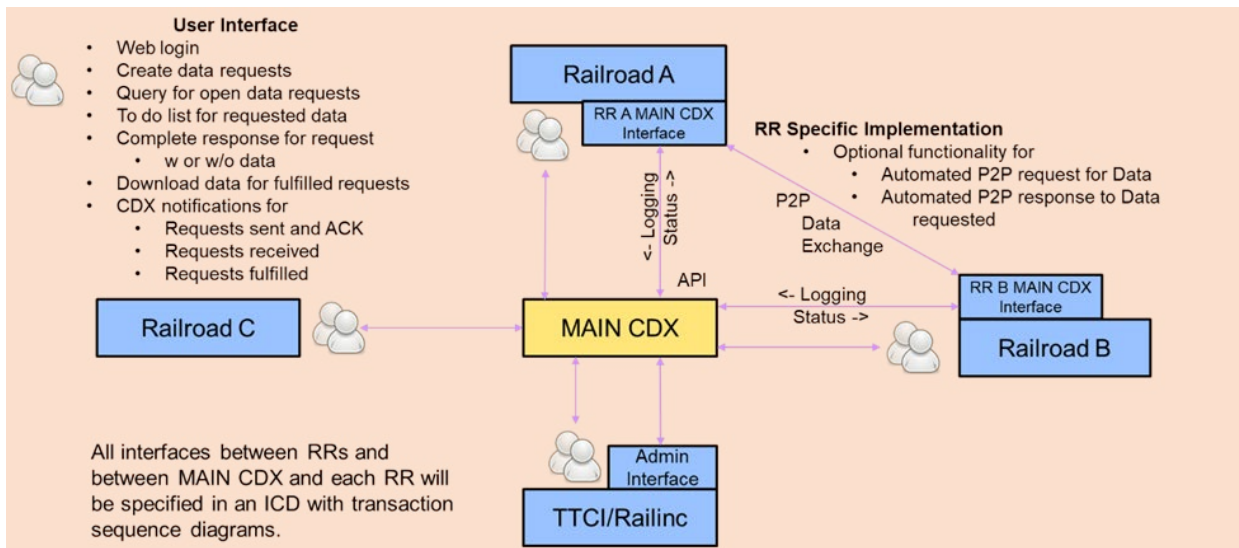 User Interface
• Web login
• Create data requests
• Query for open data requests
• To do list for requested data
• Complete response for request
• w or w/o data
• Download data for fulfilled requests
• CDX notifications for
• Requests sent and ACK
• Requests received
• Requests fulfilled
Railroad A
RR A MAIN CDX
Interface
RR Specific Implementation
• Optional functionality for
• Automated P2P request for Data
• Automated P2P response to Data
requested
P2P
Data
Exchange
<- Logging
Status ->
API
RR B MAIN CDX
Interface
Railroad B
<- Logging
Status ->
MAIN CDX
Railroad C
All interfaces between RRs and
between MAIN CDX and each RR will
be specified in an ICD with transaction
sequence diagrams.
Admin
Interface
TTCI/Railinc